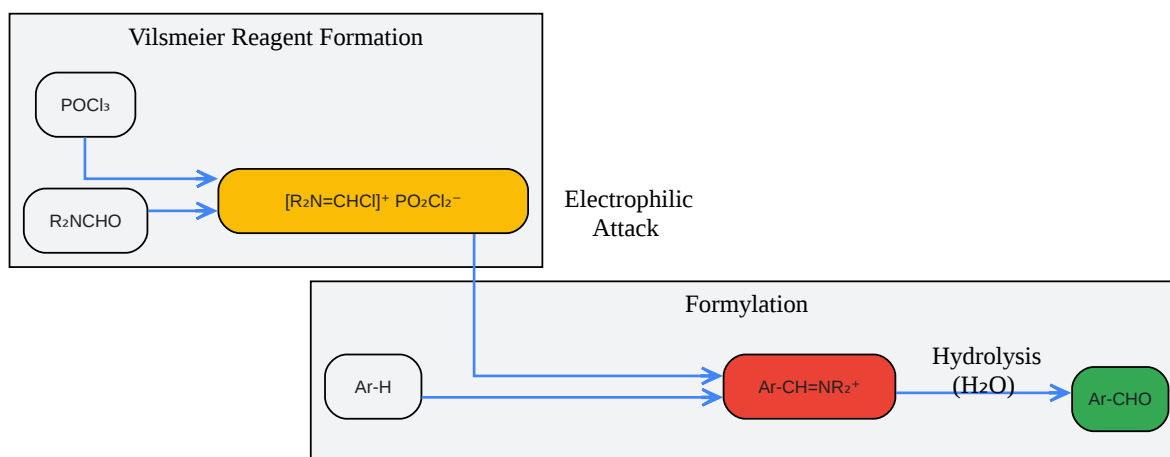 Vilsmeier Reagent Formation
POCl₃
R₂NCHO
[R₂N=CHCl]⁺ PO₂Cl₂⁻
Electrophilic
Attack
Formylation
Ar-H
Ar-CH=NR₂⁺
Hydrolysis
(H₂O)
Ar-CHO